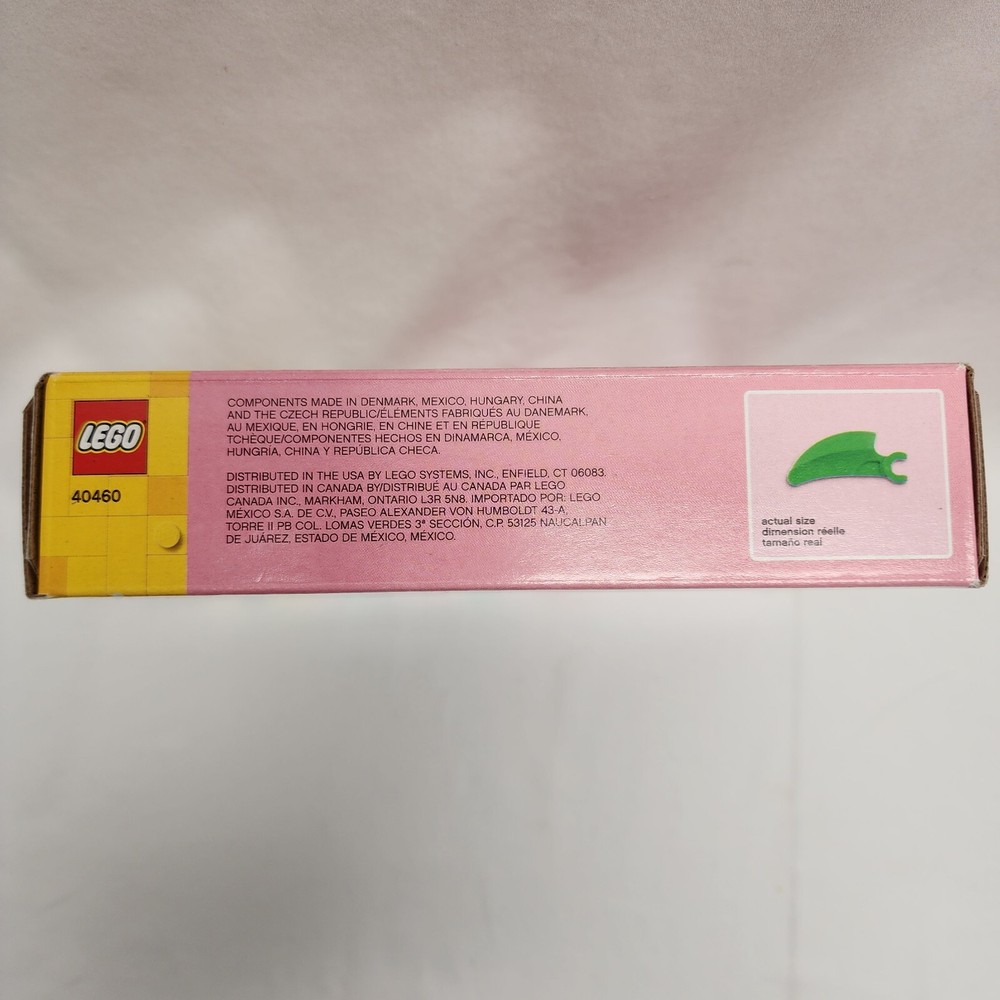 LEGO
40460
COMPONENTS MADE IN DENMARK, MEXICO, HUNGARY, CHINA
AND THE CZECH REPUBLIC/ÉLÉMENTS FABRIQUÉS AU DANEMARK,
AU MEXIQUE, EN HONGRIE, EN CHINE ET EN RÉPUBLIQUE
TCHÈQUE/COMPONENTES HECHOS EN DINAMARCA, MÉXICO,
HUNGRÍA, CHINA Y REPÚBLICA CHECA.
DISTRIBUTED IN THE USA BY LEGO SYSTEMS, INC., ENFIELD, CT 06083.
DISTRIBUTED IN CANADA BY/DISTRIBUÉ AU CANADA PAR LEGO
CANADA INC., MARKHAM, ONTARIO L3R 5N8. IMPORTADO POR: LEGO
MÉXICO S.A. DE C.V., PASEO ALEXANDER VON HUMBOLDT 43-A,
TORRE II PB COL. LOMAS VERDES 3ª SECCIÓN, C.P. 53125 NAUCALPAN
DE JUÁREZ, ESTADO DE MÉXICO, MÉXICO.
actual size
dimension réelle
tamaño real